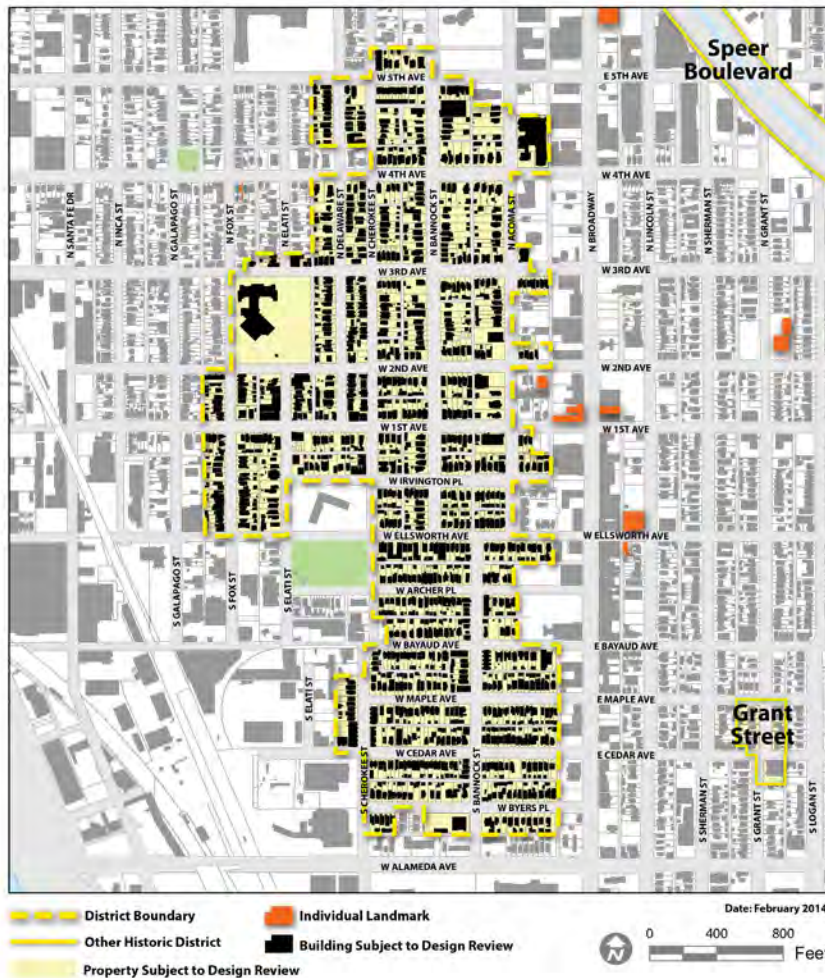 Speer
Boulevard
W 5TH AVE
E 5TH AVE
W 4TH AVE
W 4TH AVE
N SANTA FE DR
N INCA ST
N GALAPAGO ST
N FOX ST
N ELATI ST
N DELAWARE ST
N CHEROKEE ST
N BANNOCK ST
N ACOMA ST
N BROADWAY
N LINCOLN ST
N SHERMAN ST
N GRANT ST
W 3RD AVE
W 3RD AVE
W 2ND AVE
W 2ND AVE
W 1ST AVE
W 1ST AVE
W IRVINGTON PL
W ELLSWORTH AVE
W ELLSWORTH AVE
S GALAPAGO ST
S FOX ST
S ELATI ST
W ARCHER PL
W BAYAUD AVE
E BAYAUD AVE
S ELATI ST
W MAPLE AVE
E MAPLE AVE
Grant
Street
W CEDAR AVE
E CEDAR AVE
S CHEROKEE ST
S BANNOCK ST
S SHERMAN ST
S GRANT ST
S LOGAN ST
W BYERS PL
W ALAMEDA AVE
Date: February 2014
District Boundary
Individual Landmark
Other Historic District
Building Subject to Design Review
Property Subject to Design Review
N
0 400 800
Feet